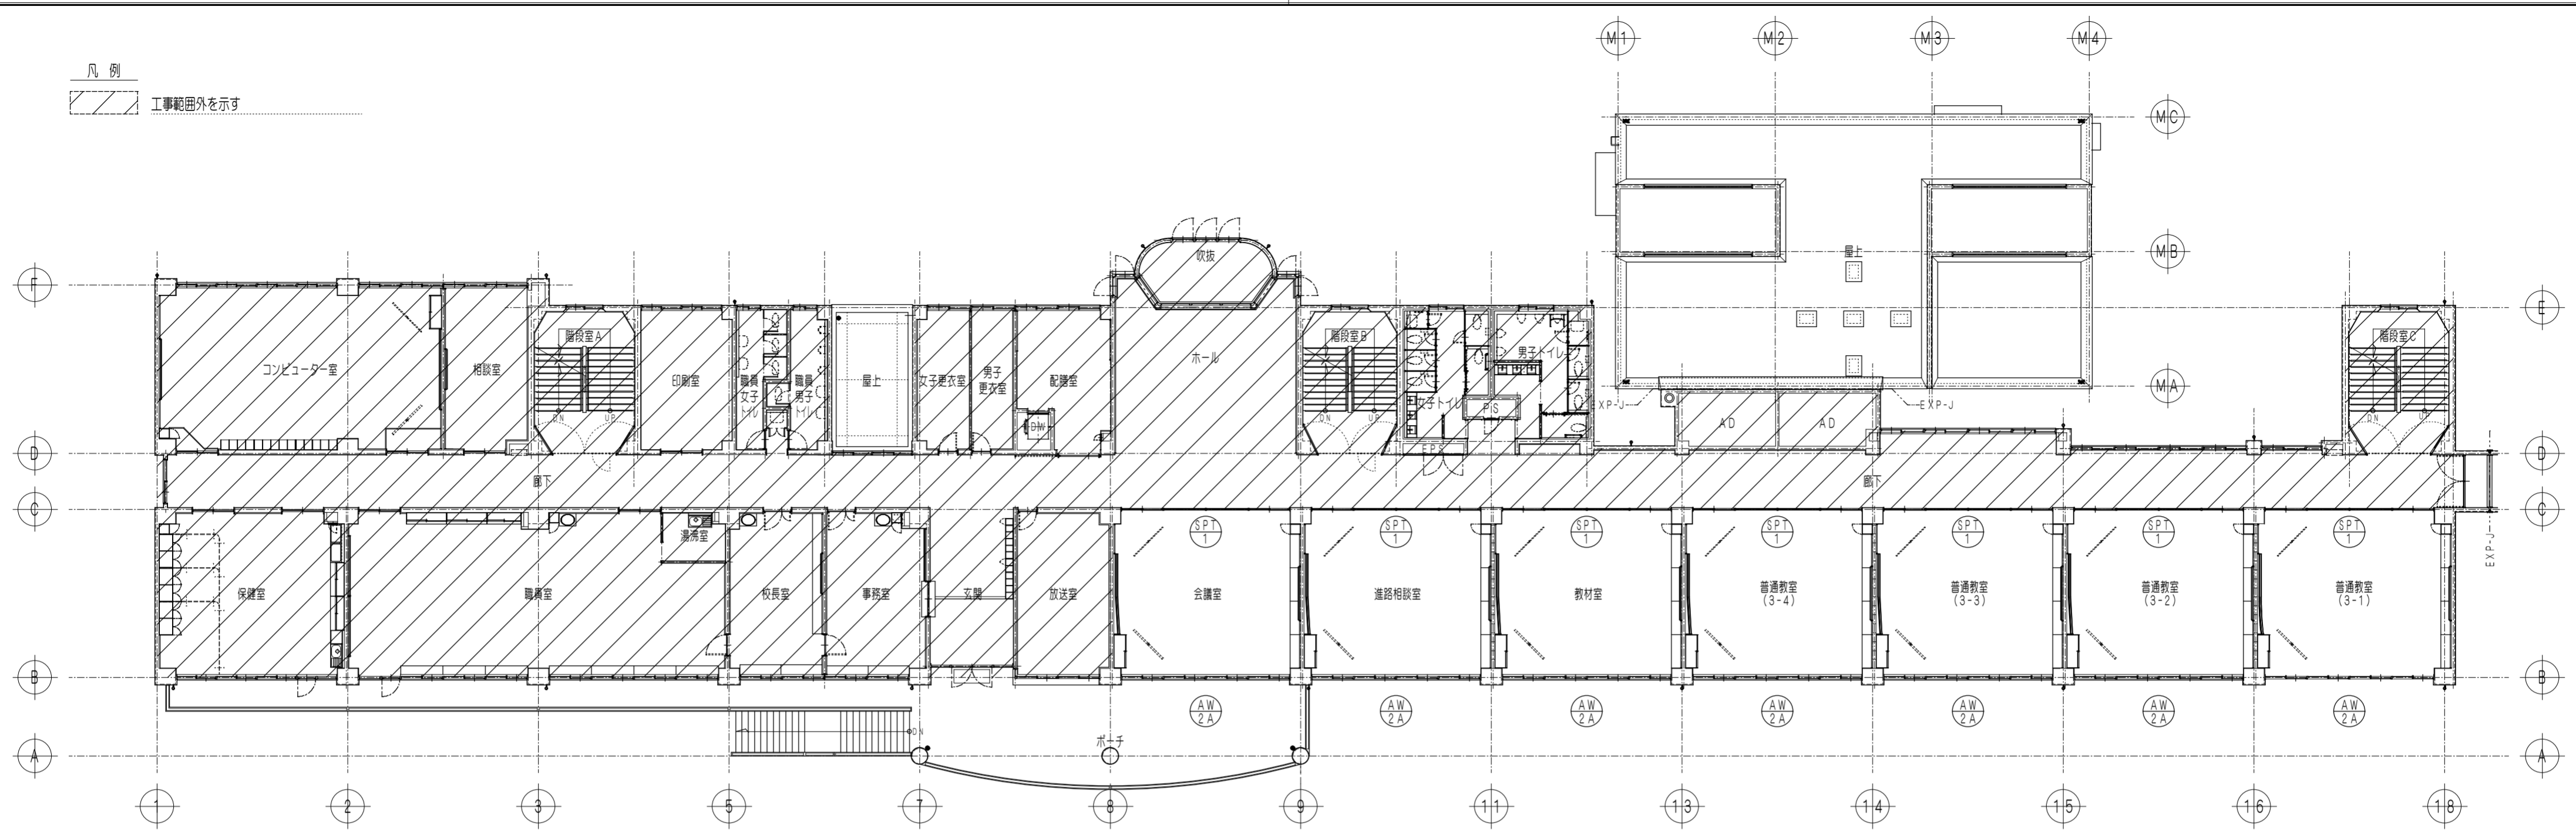 凡 例
工事範囲外を示す
M1
M2
M3
M4
MC
MB
MA
屋上
F
E
E
D
D
C
C
B
B
A
A
吹抜
コンピューター室
相談室
階段室A
DN
UP
印刷室
職員
女子
トイレ
職員
男子
トイレ
屋上
女子更衣室
男子
更衣室
配膳室
DW
ホール
階段室B
DN
UP
女子トイレ
男子トイレ
PS
EPS
EXP-J
EXP-J
AD
AD
階段室C
DN
UP
廊下
廊下
EXP-J
保健室
職員室
湯沸室
校長室
事務室
玄関
放送室
会議室
進路相談室
教材室
普通教室
(3-4)
普通教室
(3-3)
普通教室
(3-2)
普通教室
(3-1)
SPT
1
SPT
1
SPT
1
SPT
1
SPT
1
SPT
1
SPT
1
AW
2A
AW
2A
AW
2A
AW
2A
AW
2A
AW
2A
AW
2A
DN
ポーチ
1
2
3
5
7
8
9
11
13
14
15
16
18